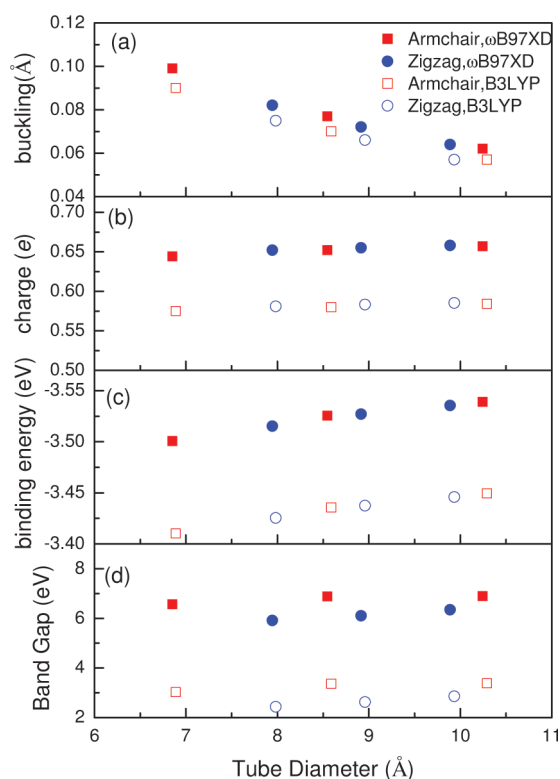 (a)
Armchair,ωB97XD
Zigzag,ωB97XD
Armchair,B3LYP
Zigzag,B3LYP
buckling(Å)
0.12
0.10
0.08
0.06
0.04
(b)
charge (e)
0.70
0.65
0.60
0.55
0.50
(c)
binding energy (eV)
-3.55
-3.50
-3.45
-3.40
(d)
Band Gap (eV)
8
6
4
2
6 7 8 9 10 11
Tube Diameter (Å)